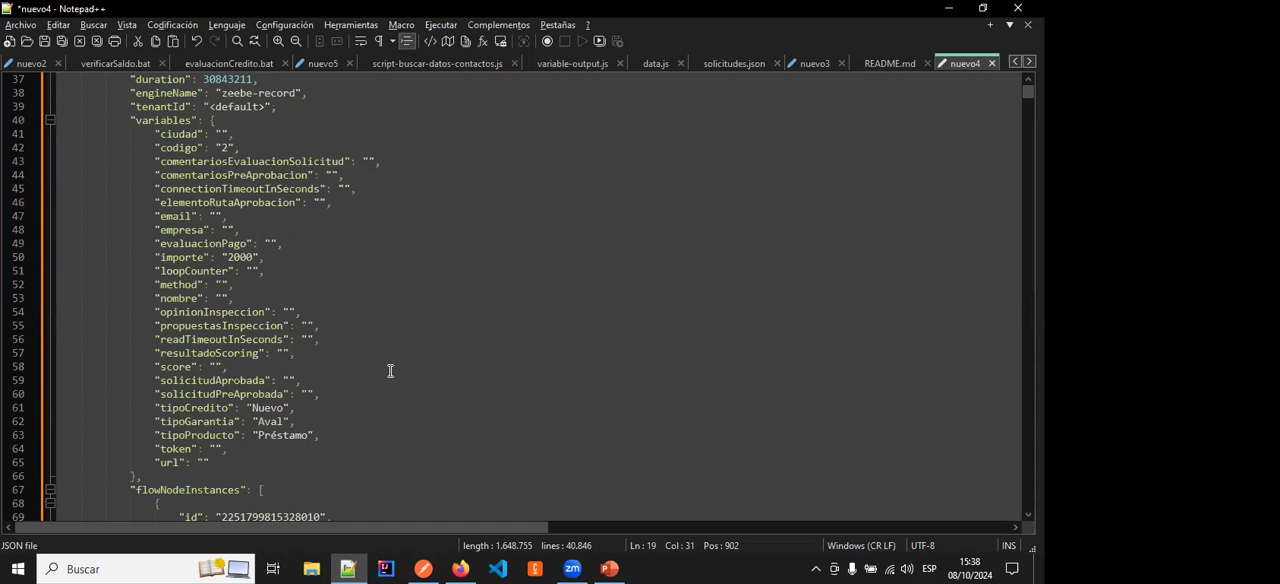 *nuevo4 - Notepad++
Archivo Editar Buscar Vista Codificación Lenguaje Configuración Herramientas Macro Ejecutar Complementos Pestañas ?
nuevo2 verificarSaldo.bat evaluacionCredito.bat nuevo5 script-buscar-datos-contactos.js variable-output.js data.js solicitudes.json nuevo3 README.md nuevo4
37 "duration": 30843211,
38 "engineName": "zeebe-record",
39 "tenantId": "<default>",
40 "variables": {
41 "ciudad": "",
42 "codigo": "2",
43 "comentariosEvaluacionSolicitud": "",
44 "comentariosPreAprobacion": "",
45 "connectionTimeoutInSeconds": "",
46 "elementoRutaAprobacion": "",
47 "email": "",
48 "empresa": "",
49 "evaluacionPago": "",
50 "importe": "2000",
51 "loopCounter": "",
52 "method": "",
53 "nombre": "",
54 "opinionInspeccion": "",
55 "propuestasInspeccion": "",
56 "readTimeoutInSeconds": "",
57 "resultadoScoring": "",
58 "score": "",
59 "solicitudAprobada": "",
60 "solicitudPreAprobada": "",
61 "tipoCredito": "Nuevo",
62 "tipoGarantia": "Aval",
63 "tipoProducto": "Préstamo",
64 "token": "",
65 "url": ""
66 },
67 "flowNodeInstances": [
68 {
69 "id": "2251799815328010",
JSON file length : 1.648.755 lines : 40.846 Ln : 19 Col : 31 Pos : 902 Windows (CR LF) UTF-8 INS
Buscar ESP 15:38
08/10/2024